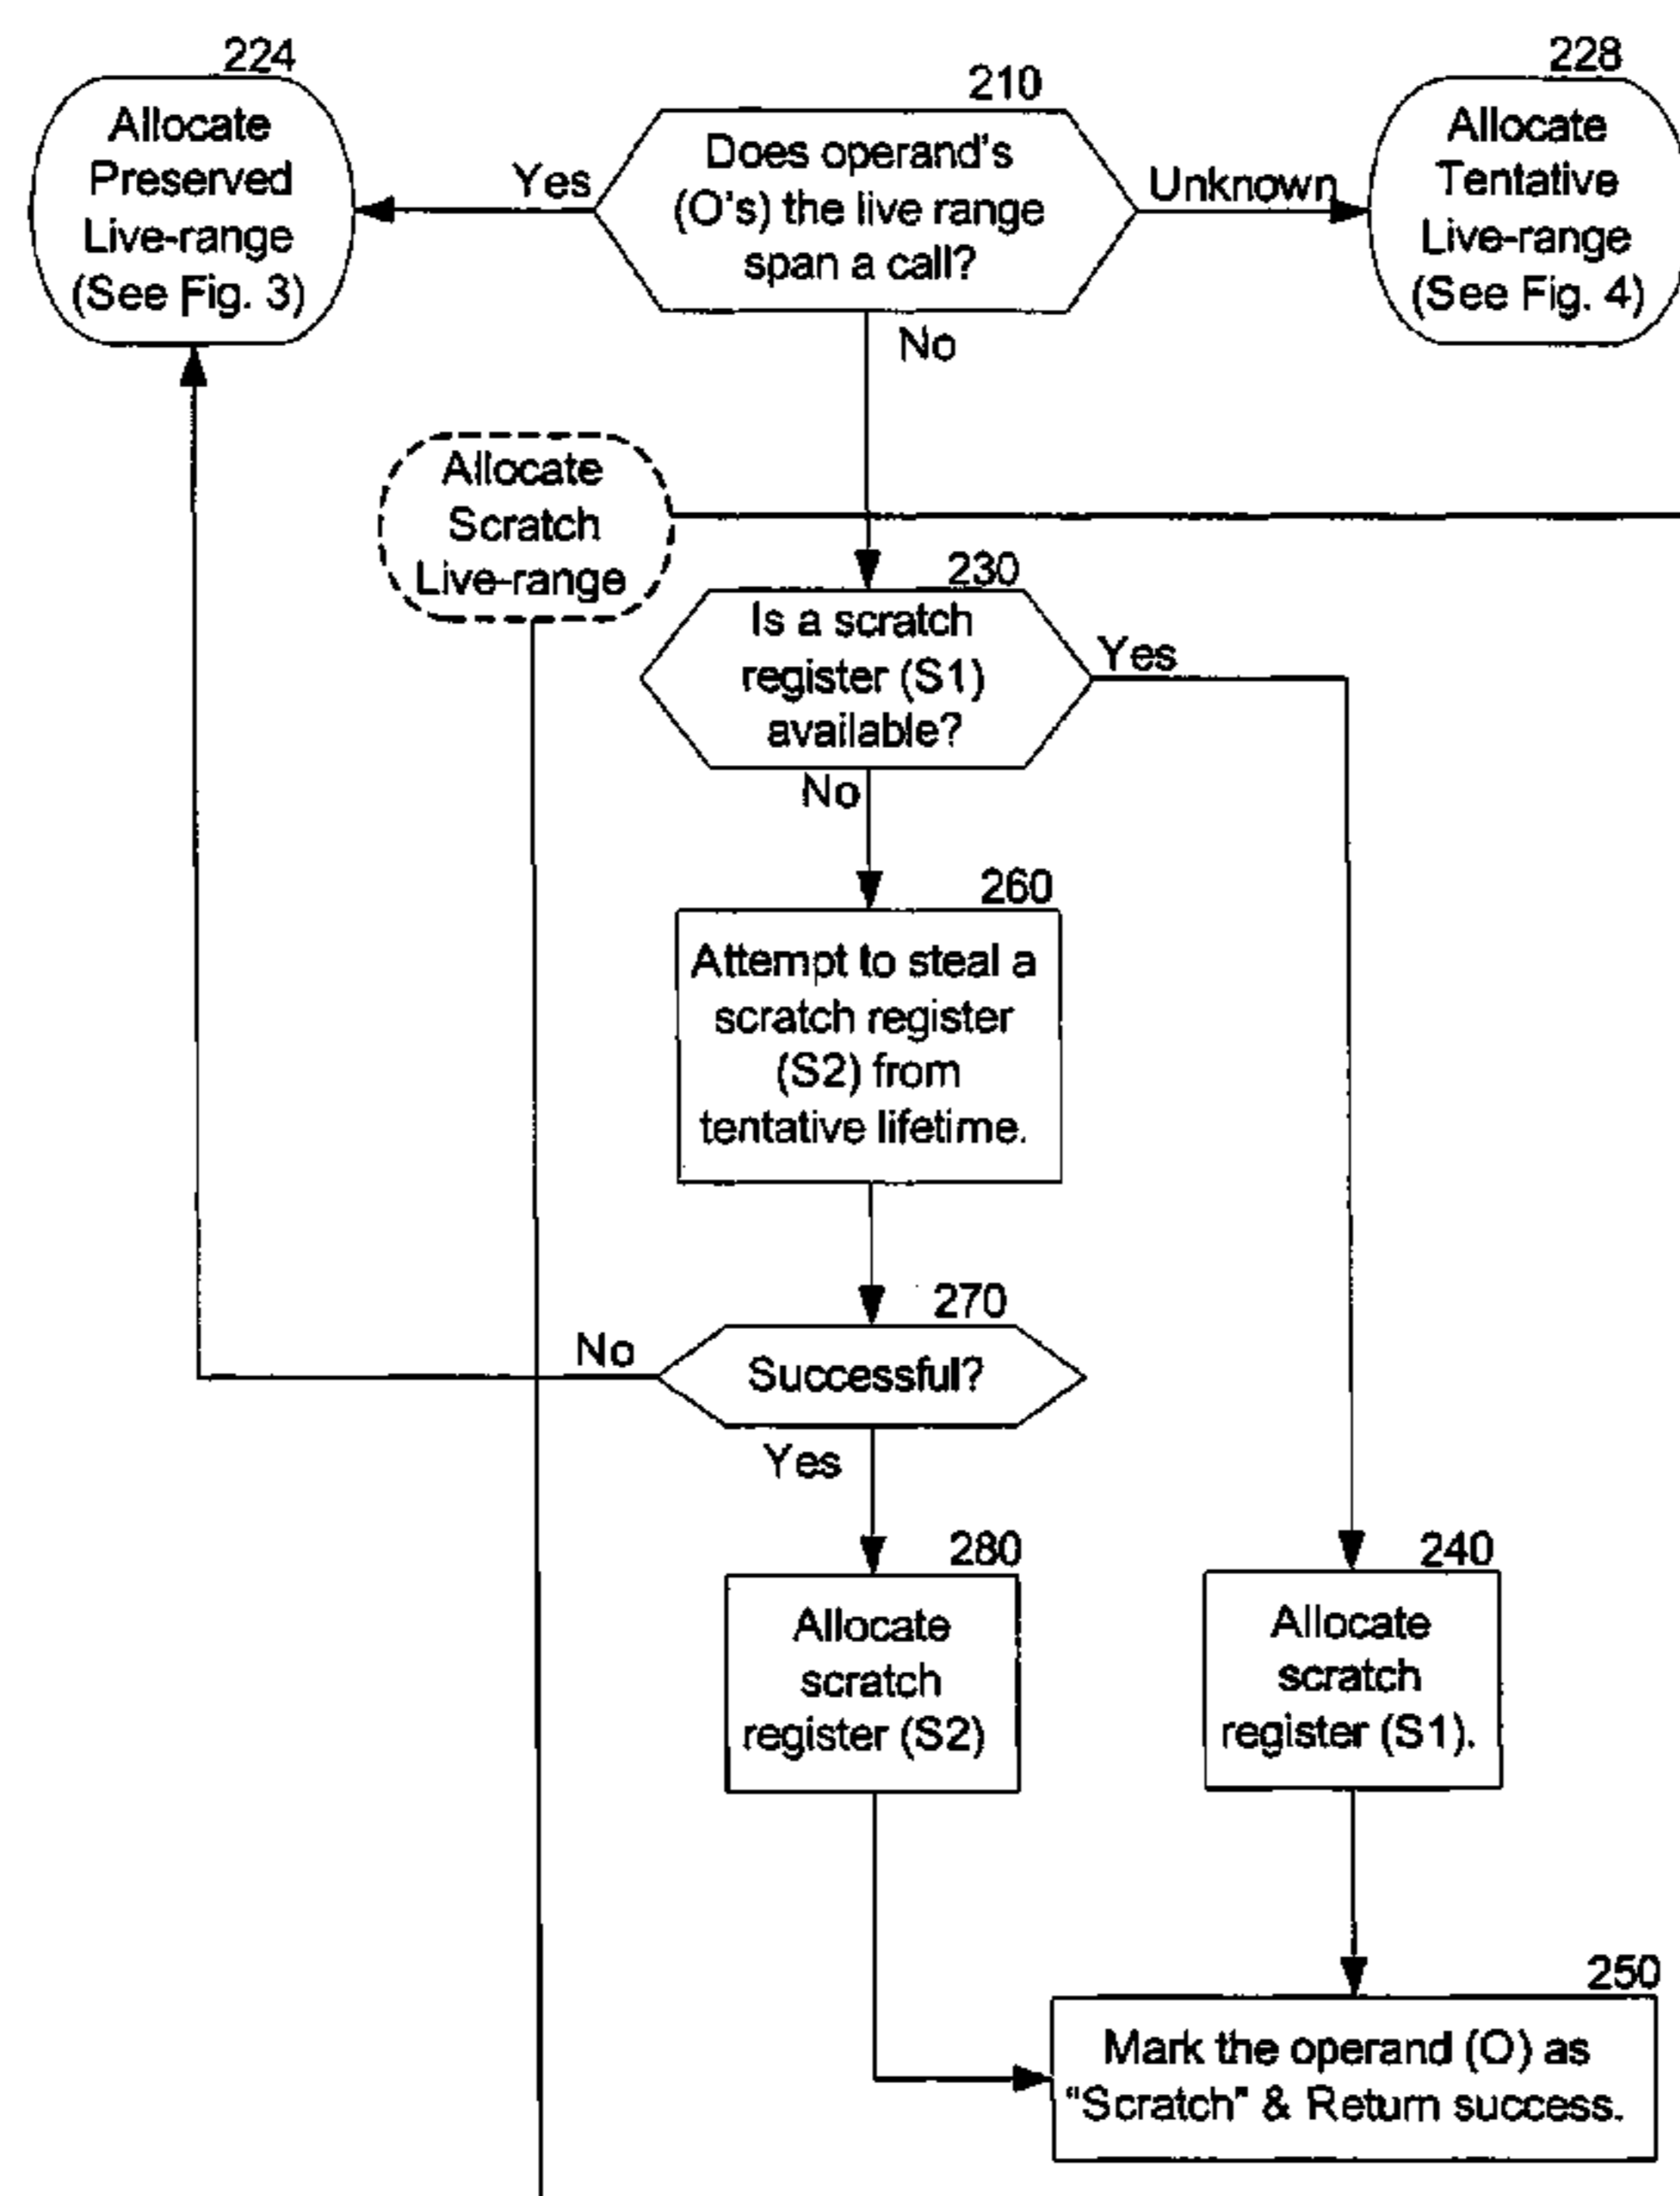 224
Allocate
Preserved
Live-range
(See Fig. 3)
Yes
210
Does operand's
(O's) the live range
span a call?
Unknown
228
Allocate
Tentative
Live-range
(See Fig. 4)
No
Allocate
Scratch
Live-range
230
Is a scratch
register (S1)
available?
Yes
No
260
Attempt to steal a
scratch register
(S2) from
tentative lifetime.
270
No
Successful?
Yes
280
Allocate
scratch
register (S2)
240
Allocate
scratch
register (S1).
250
Mark the operand (O) as
"Scratch" & Return success.